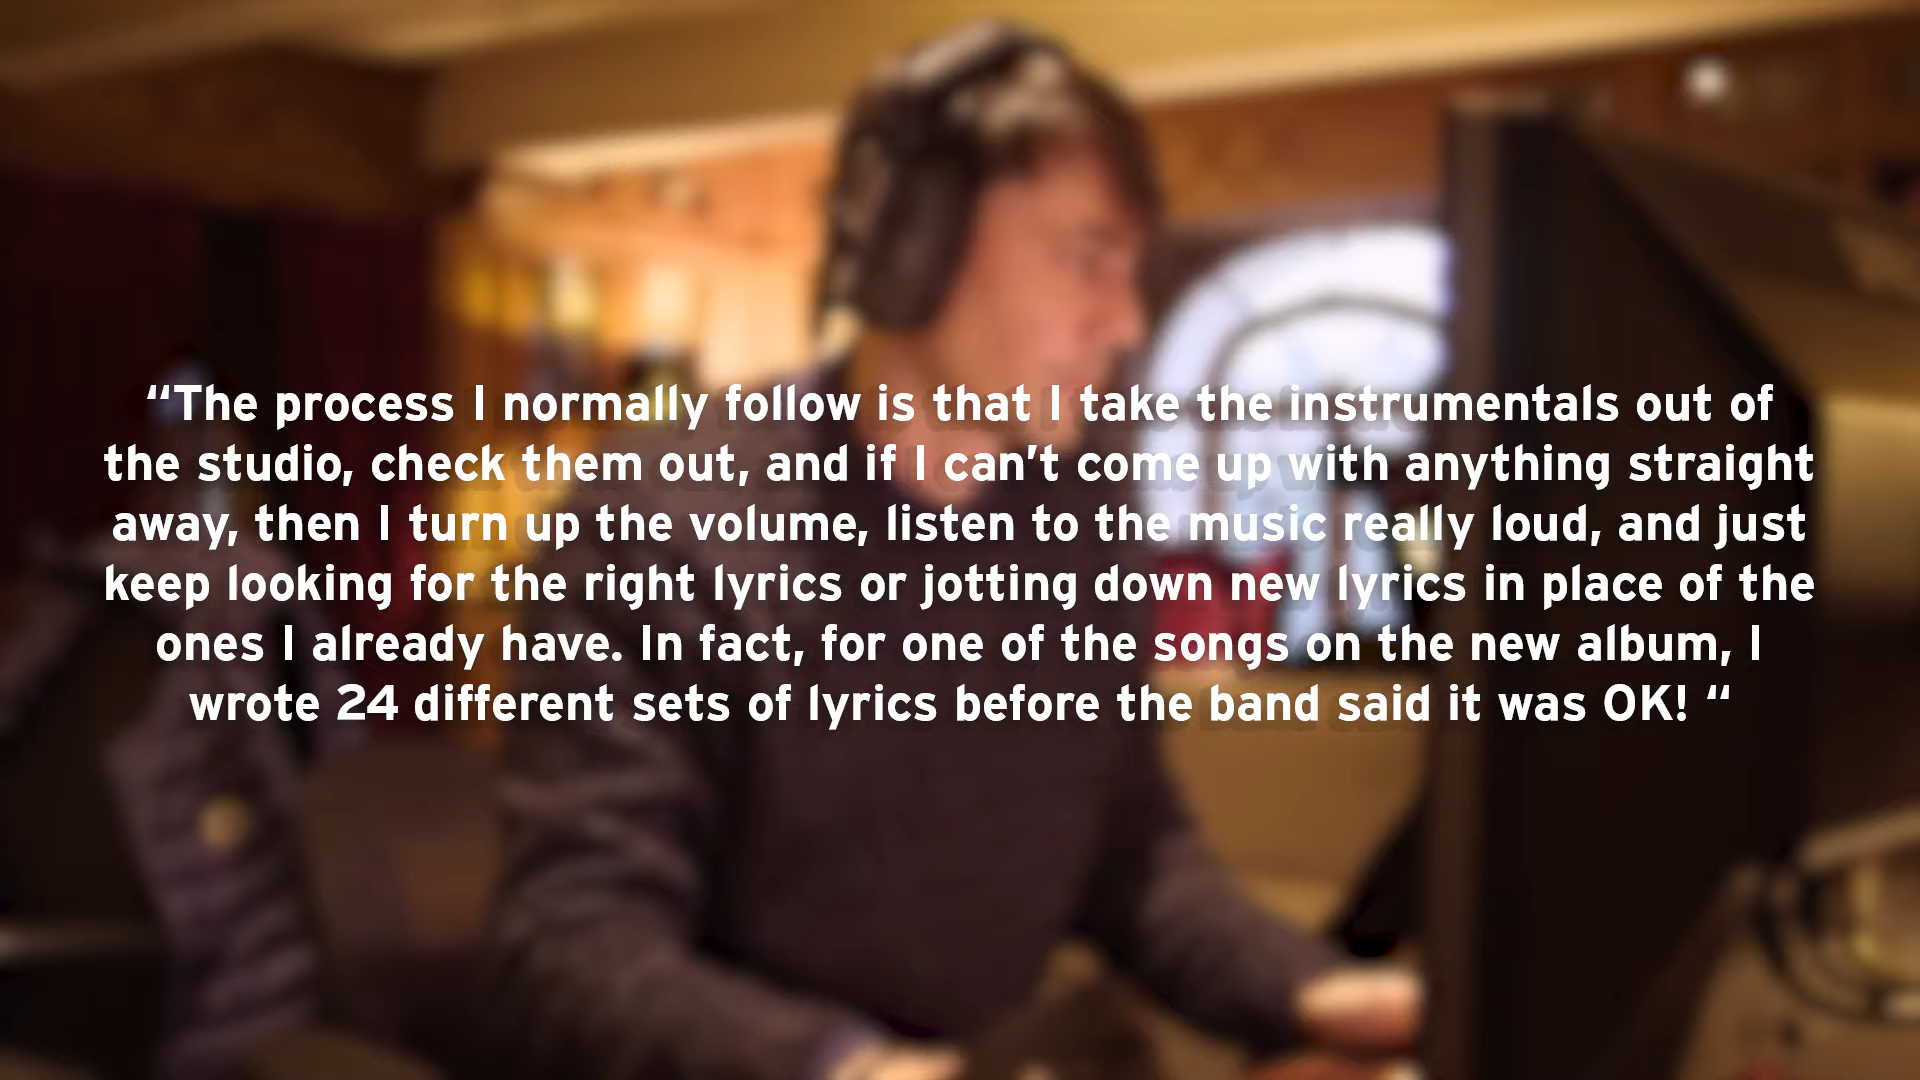 “The process I normally follow is that I take the instrumentals out of
the studio, check them out, and if I can’t come up with anything straight
away, then I turn up the volume, listen to the music really loud, and just
keep looking for the right lyrics or jotting down new lyrics in place of the
ones I already have. In fact, for one of the songs on the new album, I
wrote 24 different sets of lyrics before the band said it was OK! “